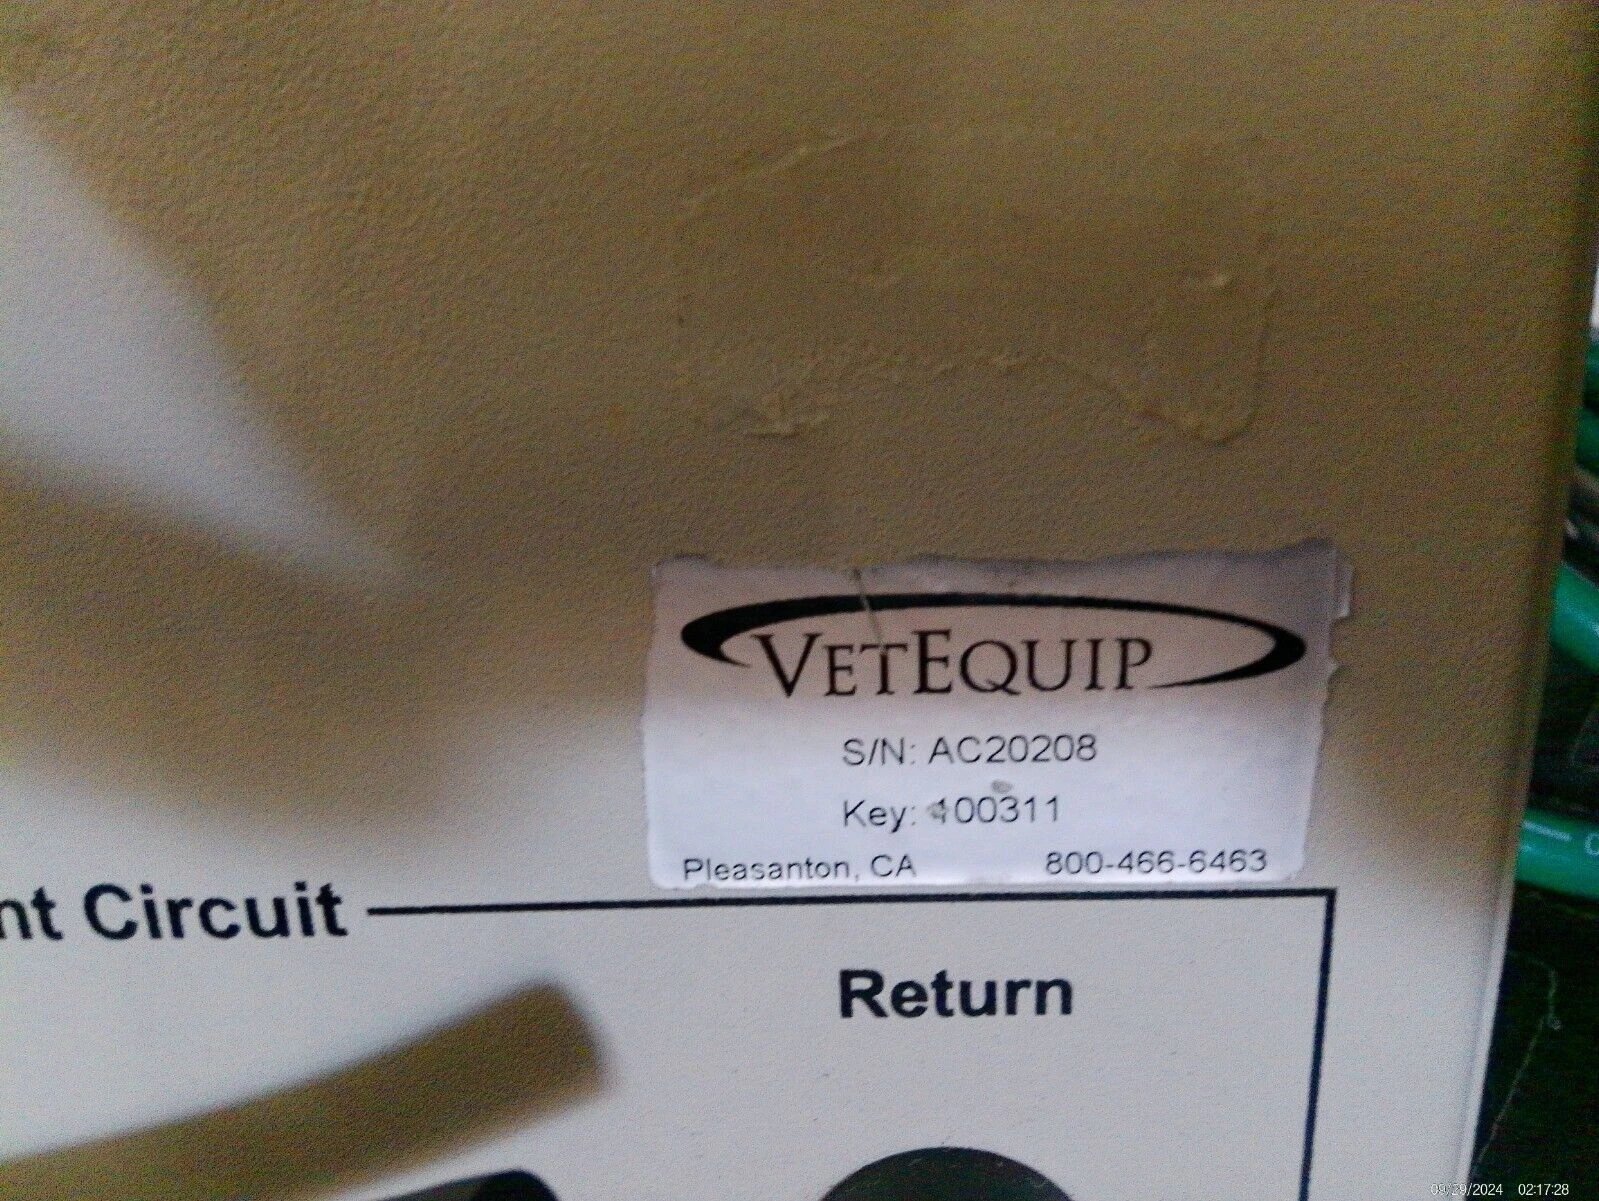 VETEQUIP
S/N: AC20208
Key: 100311
Pleasanton, CA 800-466-6463
nt Circuit
Return
09/29/2024 02:17:28